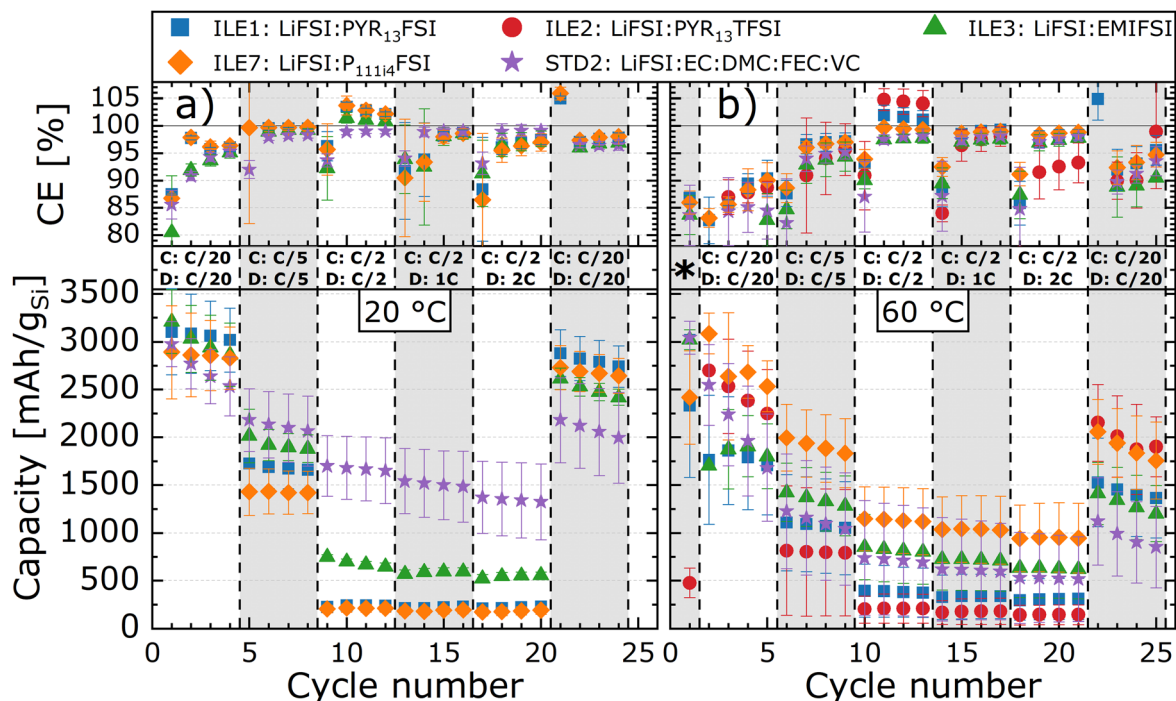 ILE1: LiFSI:PYR₁₃FSI ILE2: LiFSI:PYR₁₃TFSI ILE3: LiFSI:EMIFSI
ILE7: LiFSI:P₁₁₁ᵢ₄FSI STD2: LiFSI:EC:DMC:FEC:VC
a) b)
CE [%]
105
100
95
90
85
80
C: C/20 C: C/5 C: C/2 C: C/2 C: C/2 C: C/20 * C: C/20 C: C/5 C: C/2 C: C/2 C: C/2 C: C/20
D: C/20 D: C/5 D: C/2 D: 1C D: 2C D: C/20 D: C/20 D: C/5 D: C/2 D: 1C D: 2C D: C/20
20 °C 60 °C
Capacity [mAh/gSi]
3500
3000
2500
2000
1500
1000
500
0
0 5 10 15 20 25 0 5 10 15 20 25
Cycle number Cycle number